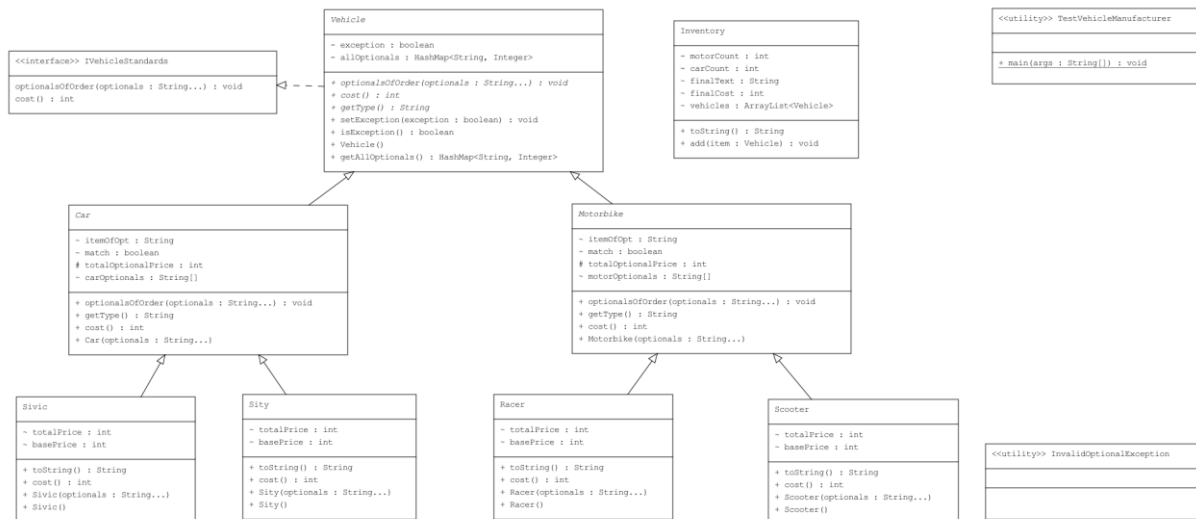 Vehicle
- exception : boolean
- allOptionals : HashMap<String, Integer>
+ optionalsOfOrder(optionals : String...) : void
+ cost() : int
+ getType() : String
+ setException(exception : boolean) : void
+ isException() : boolean
+ Vehicle()
+ getAllOptionals() : HashMap<String, Integer>
<<interface>> IVehicleStandards
optionalsOfOrder(optionals : String...) : void
cost() : int
Inventory
~ motorCount : int
~ carCount : int
~ finalText : String
~ finalCost : int
~ vehicles : ArrayList<Vehicle>
+ toString() : String
+ add(item : Vehicle) : void
<<utility>> TestVehicleManufacturer
+ main(args : String[]) : void
Car
~ itemOfOpt : String
~ match : boolean
# totalOptionalPrice : int
~ carOptionals : String[]
+ optionalsOfOrder(optionals : String...) : void
+ getType() : String
+ cost() : int
+ Car(optionals : String...)
Motorbike
~ itemOfOpt : String
~ match : boolean
# totalOptionalPrice : int
~ motorOptionals : String[]
+ optionalsOfOrder(optionals : String...) : void
+ getType() : String
+ cost() : int
+ Motorbike(optionals : String...)
Sivic
~ totalPrice : int
~ basePrice : int
+ toString() : String
+ cost() : int
+ Sivic(optionals : String...)
+ Sivic()
Sity
~ totalPrice : int
~ basePrice : int
+ toString() : String
+ cost() : int
+ Sity(optionals : String...)
+ Sity()
Racer
~ totalPrice : int
~ basePrice : int
+ toString() : String
+ cost() : int
+ Racer(optionals : String...)
+ Racer()
Scooter
~ totalPrice : int
~ basePrice : int
+ toString() : String
+ cost() : int
+ Scooter(optionals : String...)
+ Scooter()
<<utility>> InvalidOptionalException